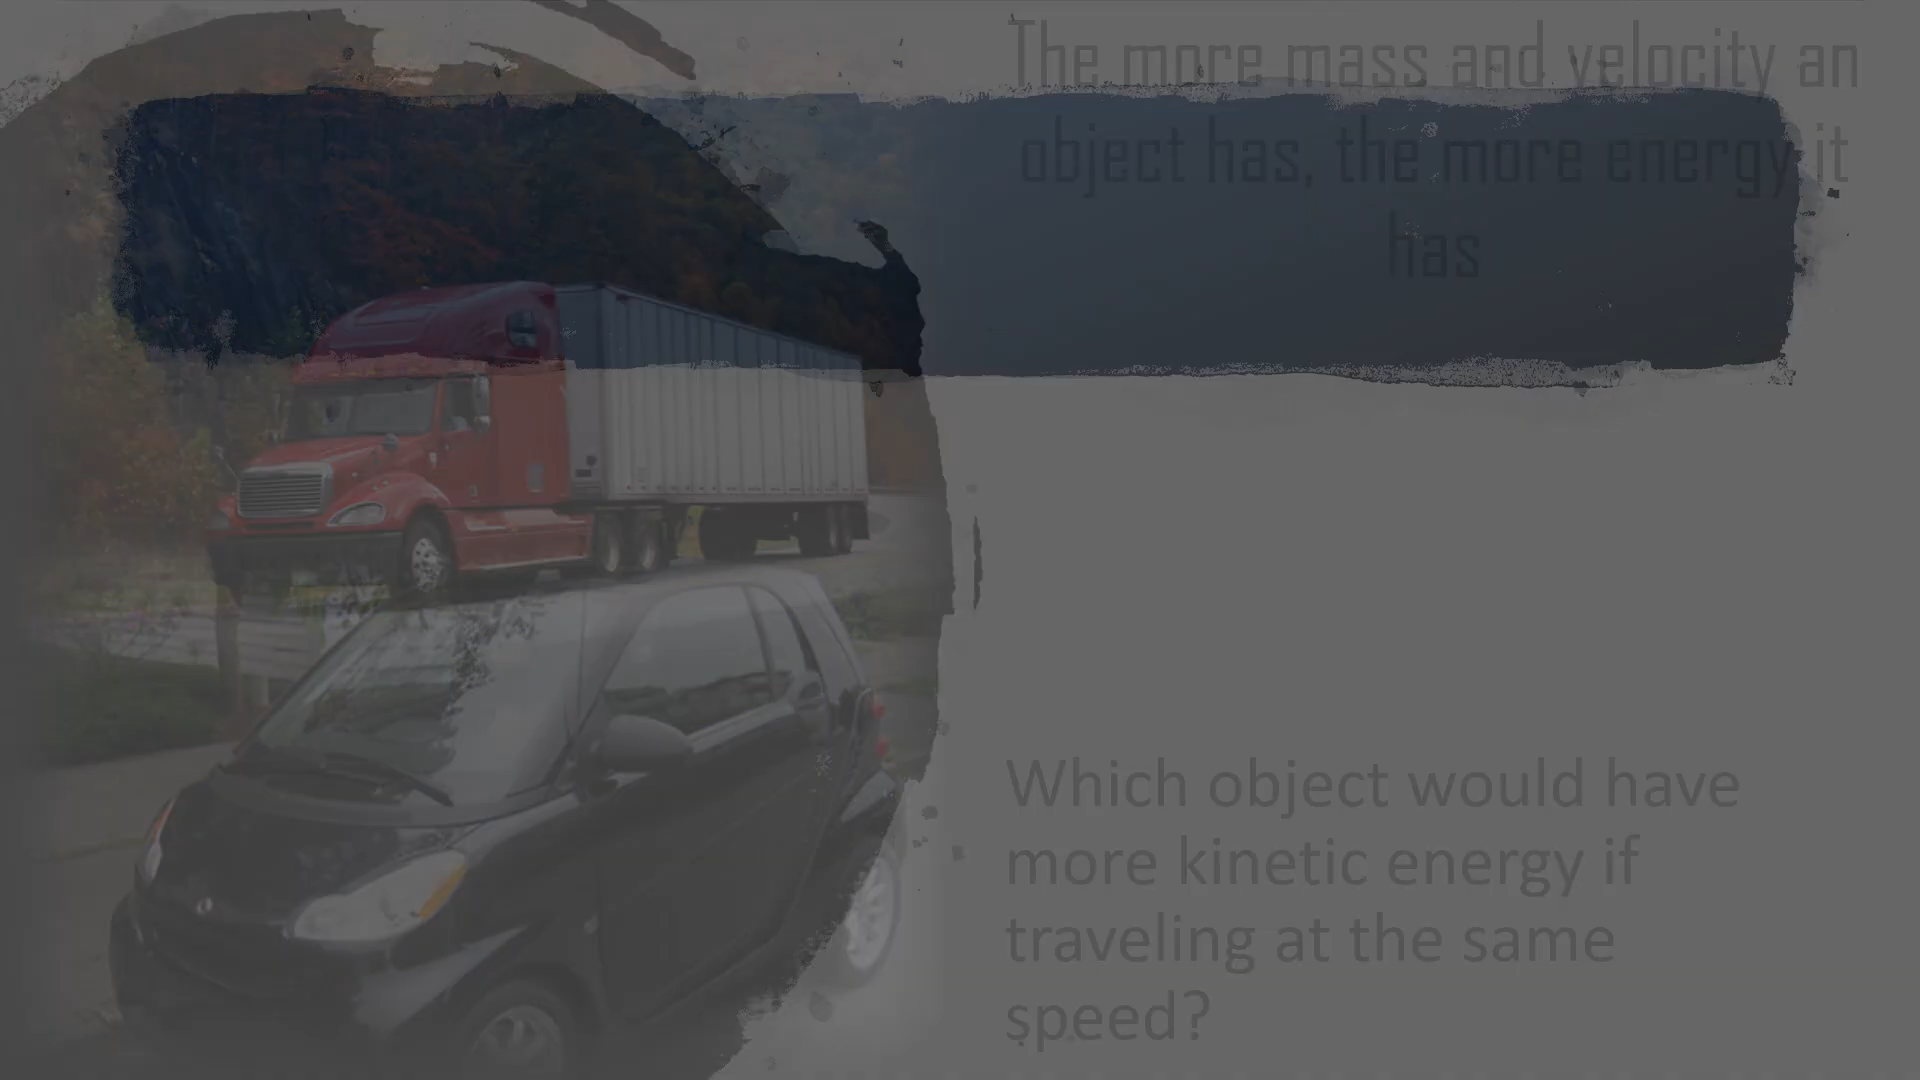 The more mass and velocity an
object has, the more energy it
has
Which object would have
more kinetic energy if
traveling at the same
speed?